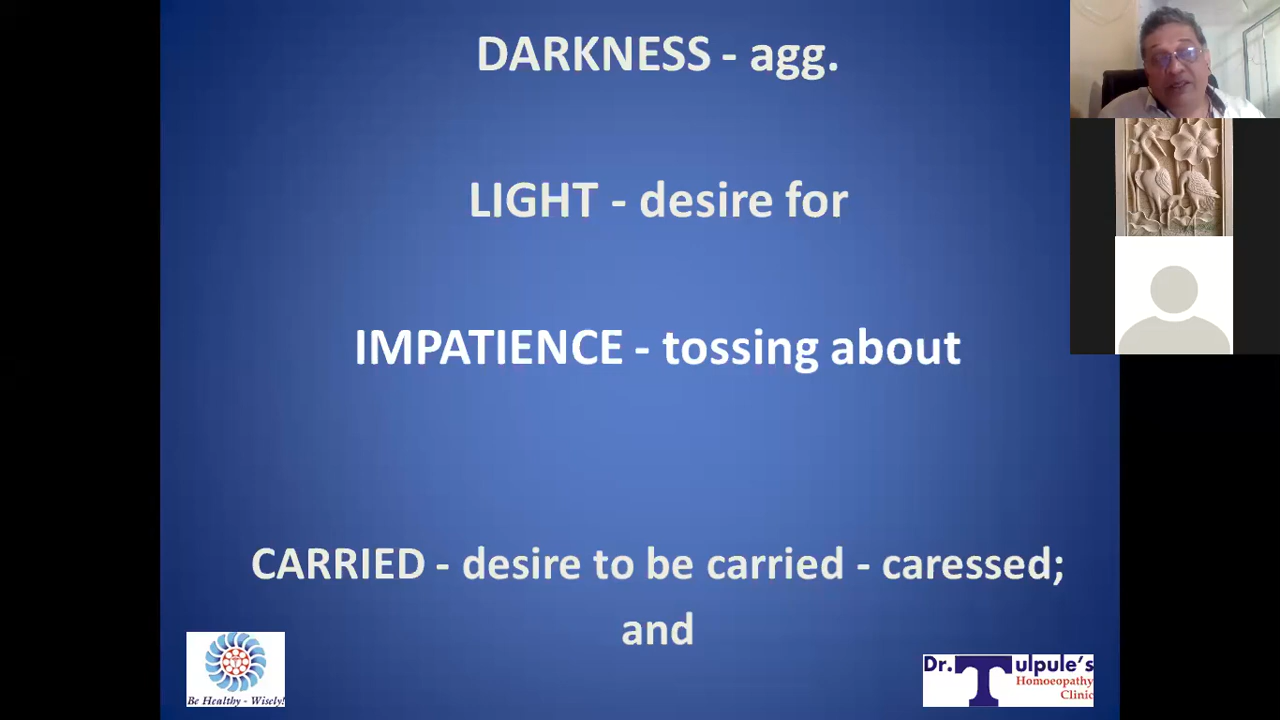 DARKNESS - agg.
LIGHT - desire for
IMPATIENCE - tossing about
CARRIED - desire to be carried - caressed;
and
Be Healthy - Wisely!
Dr. Tulpule's
Homoeopathy
Clinic